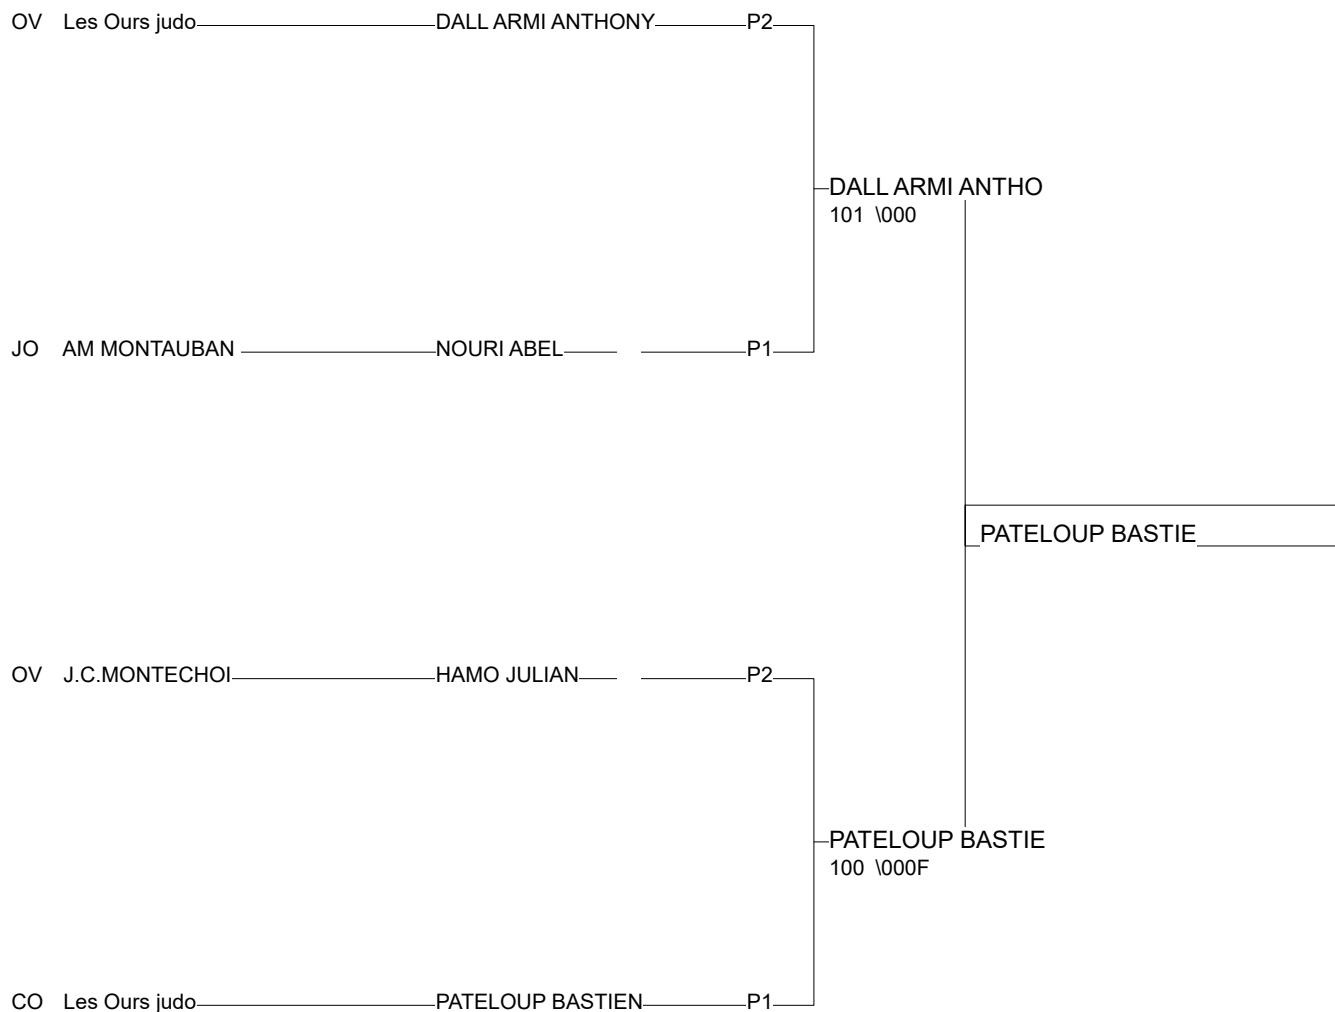 OV Les Ours judo DALL ARMI ANTHONY P2
DALL ARMI ANTHO
101 \000
JO AM MONTAUBAN NOURI ABEL P1
PATELOUP BASTIE
OV J.C.MONTECHOI HAMO JULIAN P2
PATELOUP BASTIE
100 \000F
CO Les Ours judo PATELOUP BASTIEN P1